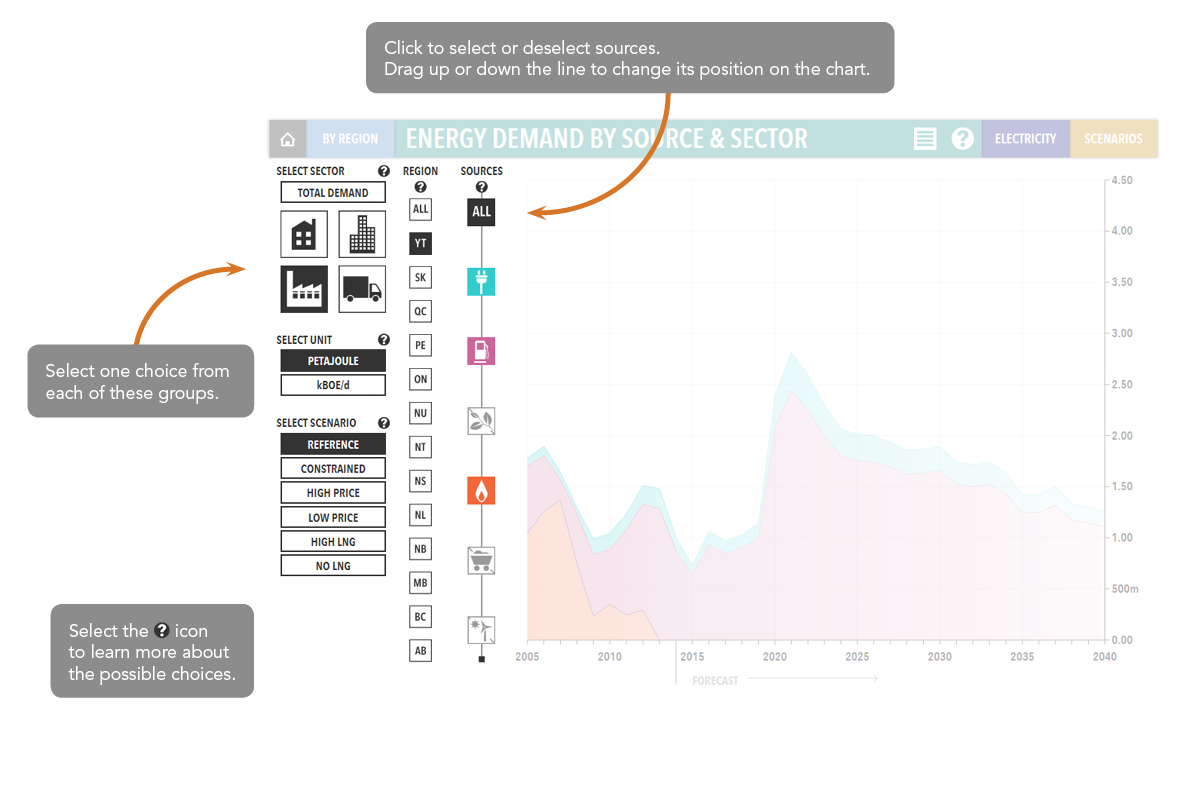 Click to select or deselect sources.
Drag up or down the line to change its position on the chart.
BY REGION
ENERGY DEMAND BY SOURCE & SECTOR
?
ELECTRICITY
SCENARIOS
SELECT SECTOR ?
TOTAL DEMAND
SELECT UNIT ?
PETAJOULE
kBOE/d
SELECT SCENARIO ?
REFERENCE
CONSTRAINED
HIGH PRICE
LOW PRICE
HIGH LNG
NO LNG
REGION
?
ALL
YT
SK
QC
PE
ON
NU
NT
NS
NL
NB
MB
BC
AB
SOURCES
?
ALL
4.50
4.00
3.50
3.00
2.50
2.00
1.50
1.00
500m
0.00
2005 2010 2015 2020 2025 2030 2035 2040
FORECAST
Select one choice from
each of these groups.
Select the ? icon
to learn more about
the possible choices.